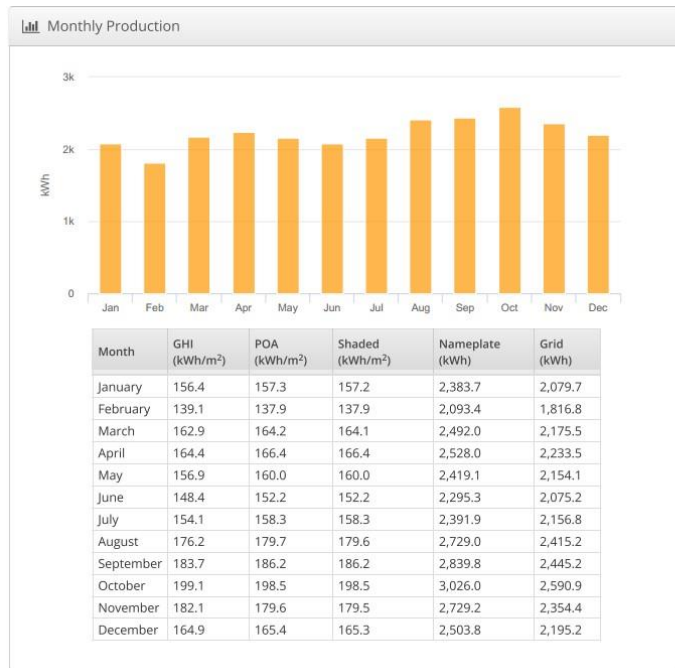 Monthly Production
3k
2k
1k
0
kWh
Jan Feb Mar Apr May Jun Jul Aug Sep Oct Nov Dec
Month GHI (kWh/m²) POA (kWh/m²) Shaded (kWh/m²) Nameplate (kWh) Grid (kWh)
January 156.4 157.3 157.2 2,383.7 2,079.7
February 139.1 137.9 137.9 2,093.4 1,816.8
March 162.9 164.2 164.1 2,492.0 2,175.5
April 164.4 166.4 166.4 2,528.0 2,233.5
May 156.9 160.0 160.0 2,419.1 2,154.1
June 148.4 152.2 152.2 2,295.3 2,075.2
July 154.1 158.3 158.3 2,391.9 2,156.8
August 176.2 179.7 179.6 2,729.0 2,415.2
September 183.7 186.2 186.2 2,839.8 2,445.2
October 199.1 198.5 198.5 3,026.0 2,590.9
November 182.1 179.6 179.5 2,729.2 2,354.4
December 164.9 165.4 165.3 2,503.8 2,195.2